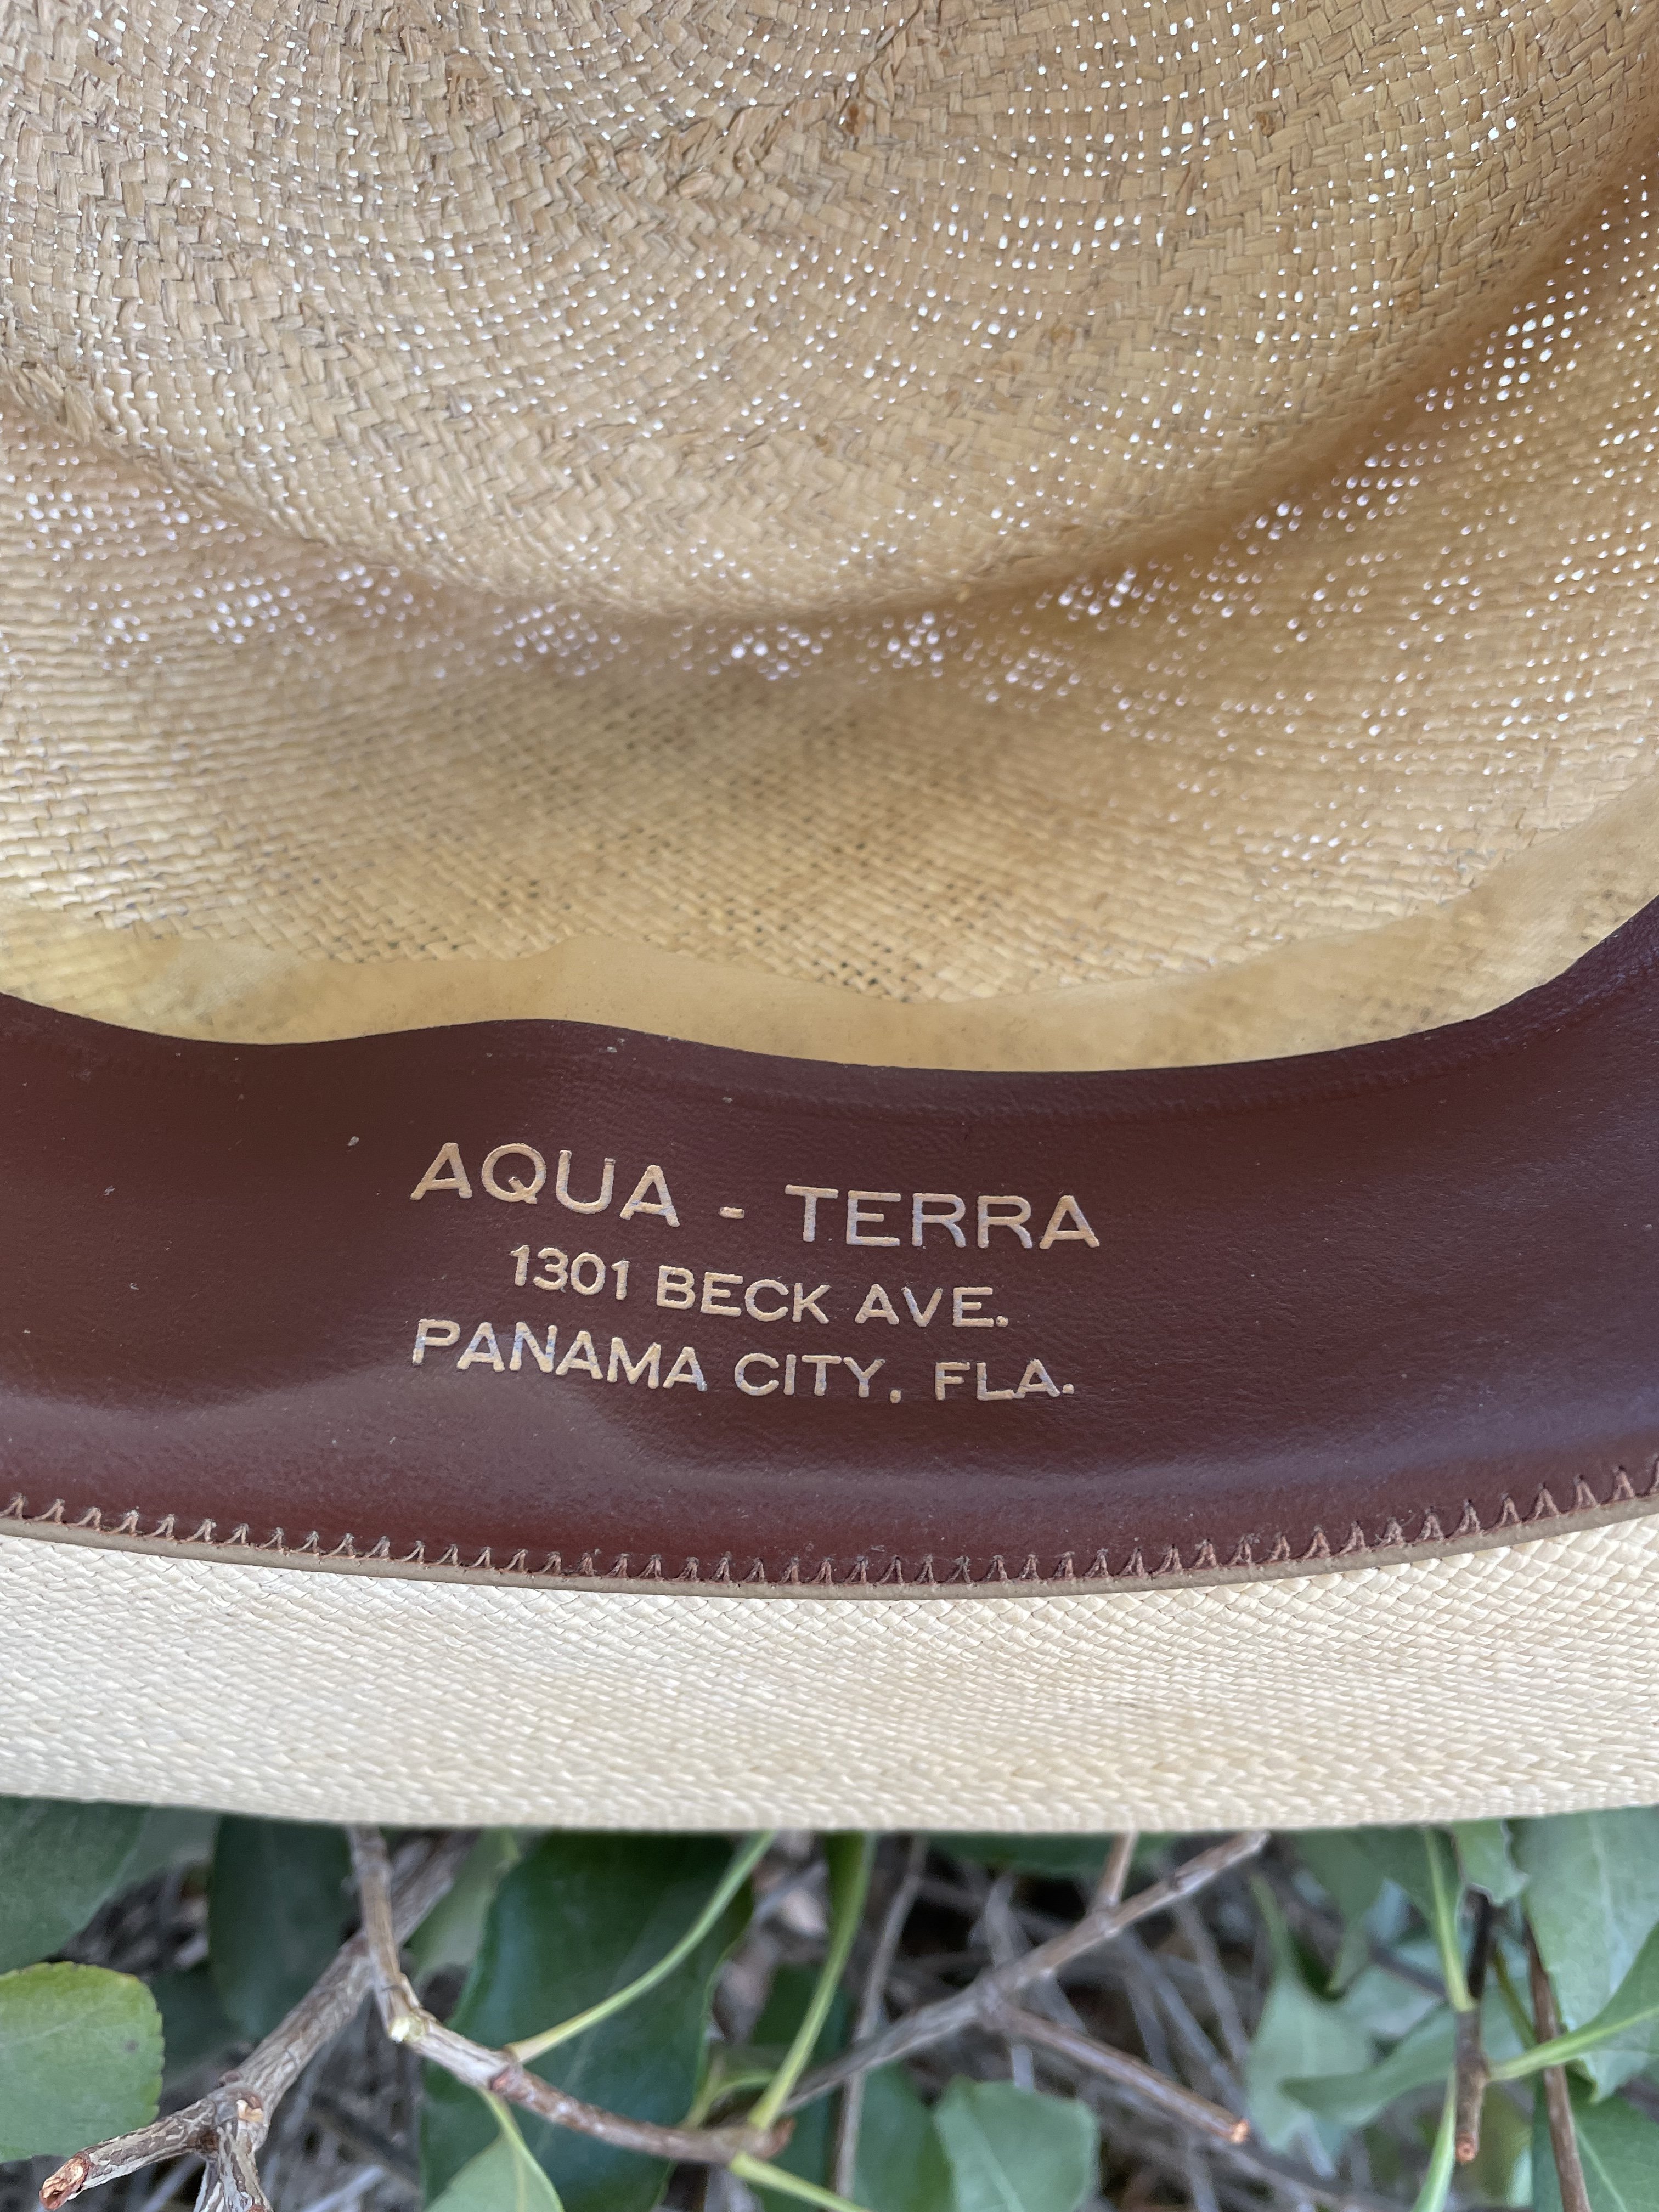 AQUA - TERRA
1301 BECK AVE.
PANAMA CITY, FLA.